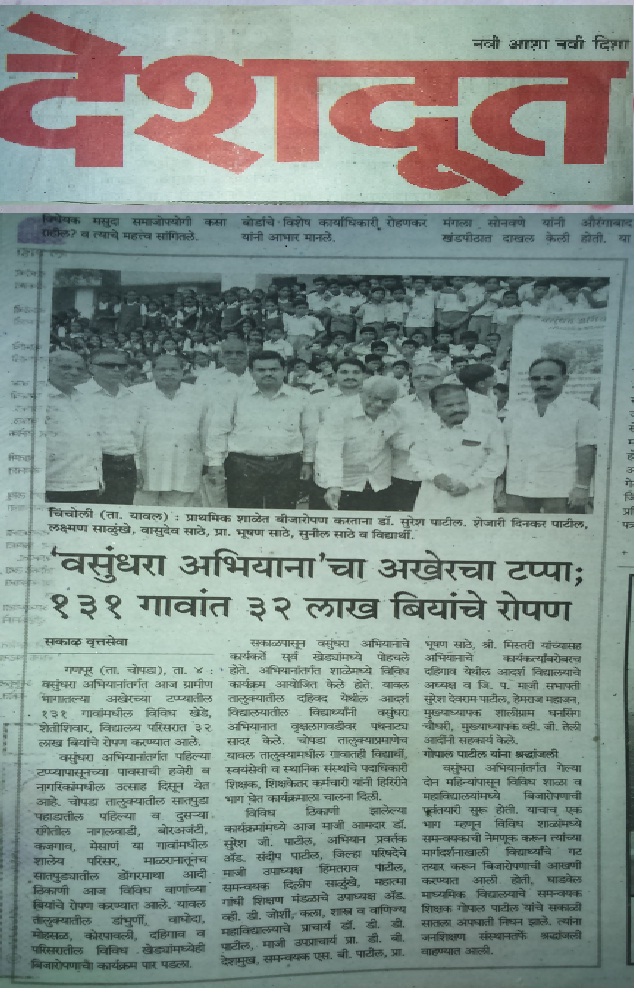 नवी आशा नवी दिशा
देशदूत
विधेयक मसुदा समाजोपयोगी कसा
राहील? व त्याचे महत्त्व सांगितले.
बोर्डाचे विशेष कार्याधिकारी रोहणकर
यांनी आभार मानले.
मंगला सोनवणे यांनी औरंगाबाद
खंडपीठात दाखल केली होती. या
चिंचोली (ता. यावल) : प्राथमिक शाळेत बीजारोपण करताना डॉ. सुरेश पाटील. शेजारी दिनकर पाटील,
लक्ष्मण साळुंखे, वासुदेव साठे, प्रा. भूषण साठे, सुनील साठे व विद्यार्थी.
'वसुंधरा अभियाना'चा अखेरचा टप्पा;
१३१ गावांत ३२ लाख बियांचे रोपण
सकाळ वृत्तसेवा
गणपूर (ता. चोपडा), ता. ४ :
वसुंधरा अभियानांतर्गत आज ग्रामीण
भागातल्या अखेरच्या टप्प्यातील
१३१ गावांमधील विविध खेडे,
शेतीशिवार, विद्यालय परिसरात ३२
लाख बियांचे रोपण करण्यात आले.
वसुंधरा अभियानांतर्गत पहिल्या
टप्प्यापासूनच्या पावसाची हजेरी व
नागरिकांमधील उत्साह दिसून येत
आहे. चोपडा तालुक्यातील सातपुडा
पहाडातील पहिल्या व दुसऱ्या
रांगेतील नागलवाडी, बोरअजंटी,
कजगाव, मेसाणं या गावांमधील
शालेय परिसर, माळरानातूनच
सातपुड्यातील डोंगरमाथा आदी
ठिकाणी आज विविध वाणांच्या
बियांचे रोपण करण्यात आले. यावल
तालुक्यातील डांभुर्णी, वाघोदा,
मोहमाळ, कोरपावली, दहिगाव व
परिसरातील विविध खेड्यांमध्येही
बिजारोपणाचा कार्यक्रम पार पडला.
सकाळपासून वसुंधरा अभियानाचे
कार्यकर्ते सर्व खेड्यांमध्ये पोहचले
होते. अभियानांतर्गत शाळेमध्ये विविध
कार्यक्रम आयोजित केले होते. यावल
तालुक्यातील दहिवद येथील आदर्श
विद्यालयातील विद्यार्थ्यांनी वसुंधरा
अभियानात वृक्षलागवडीवर पथनाट्य
सादर केले. चोपडा तालुक्याप्रमाणेच
यावल तालुक्यातील गावातही विद्यार्थी,
स्वयंसेवी व स्थानिक संस्थांचे पदाधिकारी
शिक्षक, शिक्षकेतर कर्मचारी यांनी हिरिरीने
भाग घेत कार्यक्रमाला चालना दिली.
विविध ठिकाणी झालेल्या
कार्यक्रमांमध्ये आज माजी आमदार डॉ.
सुरेश जी. पाटील, अभियान प्रवर्तक
अॅड. संदीप पाटील, जिल्हा परिषदेचे
माजी उपाध्यक्ष हिंमतराव पाटील,
समन्वयक दिलीप साळुंखे, महात्मा
गांधी शिक्षण मंडळाचे उपाध्यक्ष अॅड.
व्ही. डी. जोशी, कला, शास्त्र व वाणिज्य
महाविद्यालयाचे प्राचार्य डॉ. डी. डी.
पाटील, माजी उपप्राचार्य प्रा. डी. बी.
देशमुख, समन्वयक एस. बी. पाटील, प्रा.
भूषण साठे, श्री. मिस्तरी यांच्यासह
अभियानाचे कार्यकर्त्यांबरोबरच
दहिगाव येथील आदर्श विद्यालयाचे
अध्यक्ष व जि. प. माजी सभापती
सुरेश देवराम पाटील, हेमराज महाजन,
मुख्याध्यापक शालीग्राम धनसिंग
चौधरी, मुख्याध्यापक व्ही. बी. तेली
आदींनी सहकार्य केले.
गोपाल पाटील यांना श्रद्धांजली
वसुंधरा अभियानांतर्गत गेल्या
दोन महिन्यांपासून विविध शाळा व
महाविद्यालयांमध्ये बिजारोपणाची
पूर्वतयारी सुरू होती. याचाच एक
भाग म्हणून विविध शाळांमध्ये
समन्वयकाची नेमणूक करून त्यांच्या
मार्गदर्शनाखाली विद्यार्थ्यांचे गट
तयार करून बिजारोपणाची आखणी
करण्यात आली होती. घाडवेल
माध्यमिक विद्यालयाचे समन्वयक
शिक्षक गोपाल पाटील यांचे सकाळी
सातला अपघाती निधन झाले. त्यांना
जनशिक्षण संस्थानतर्फे श्रद्धांजली
वाहण्यात आली.